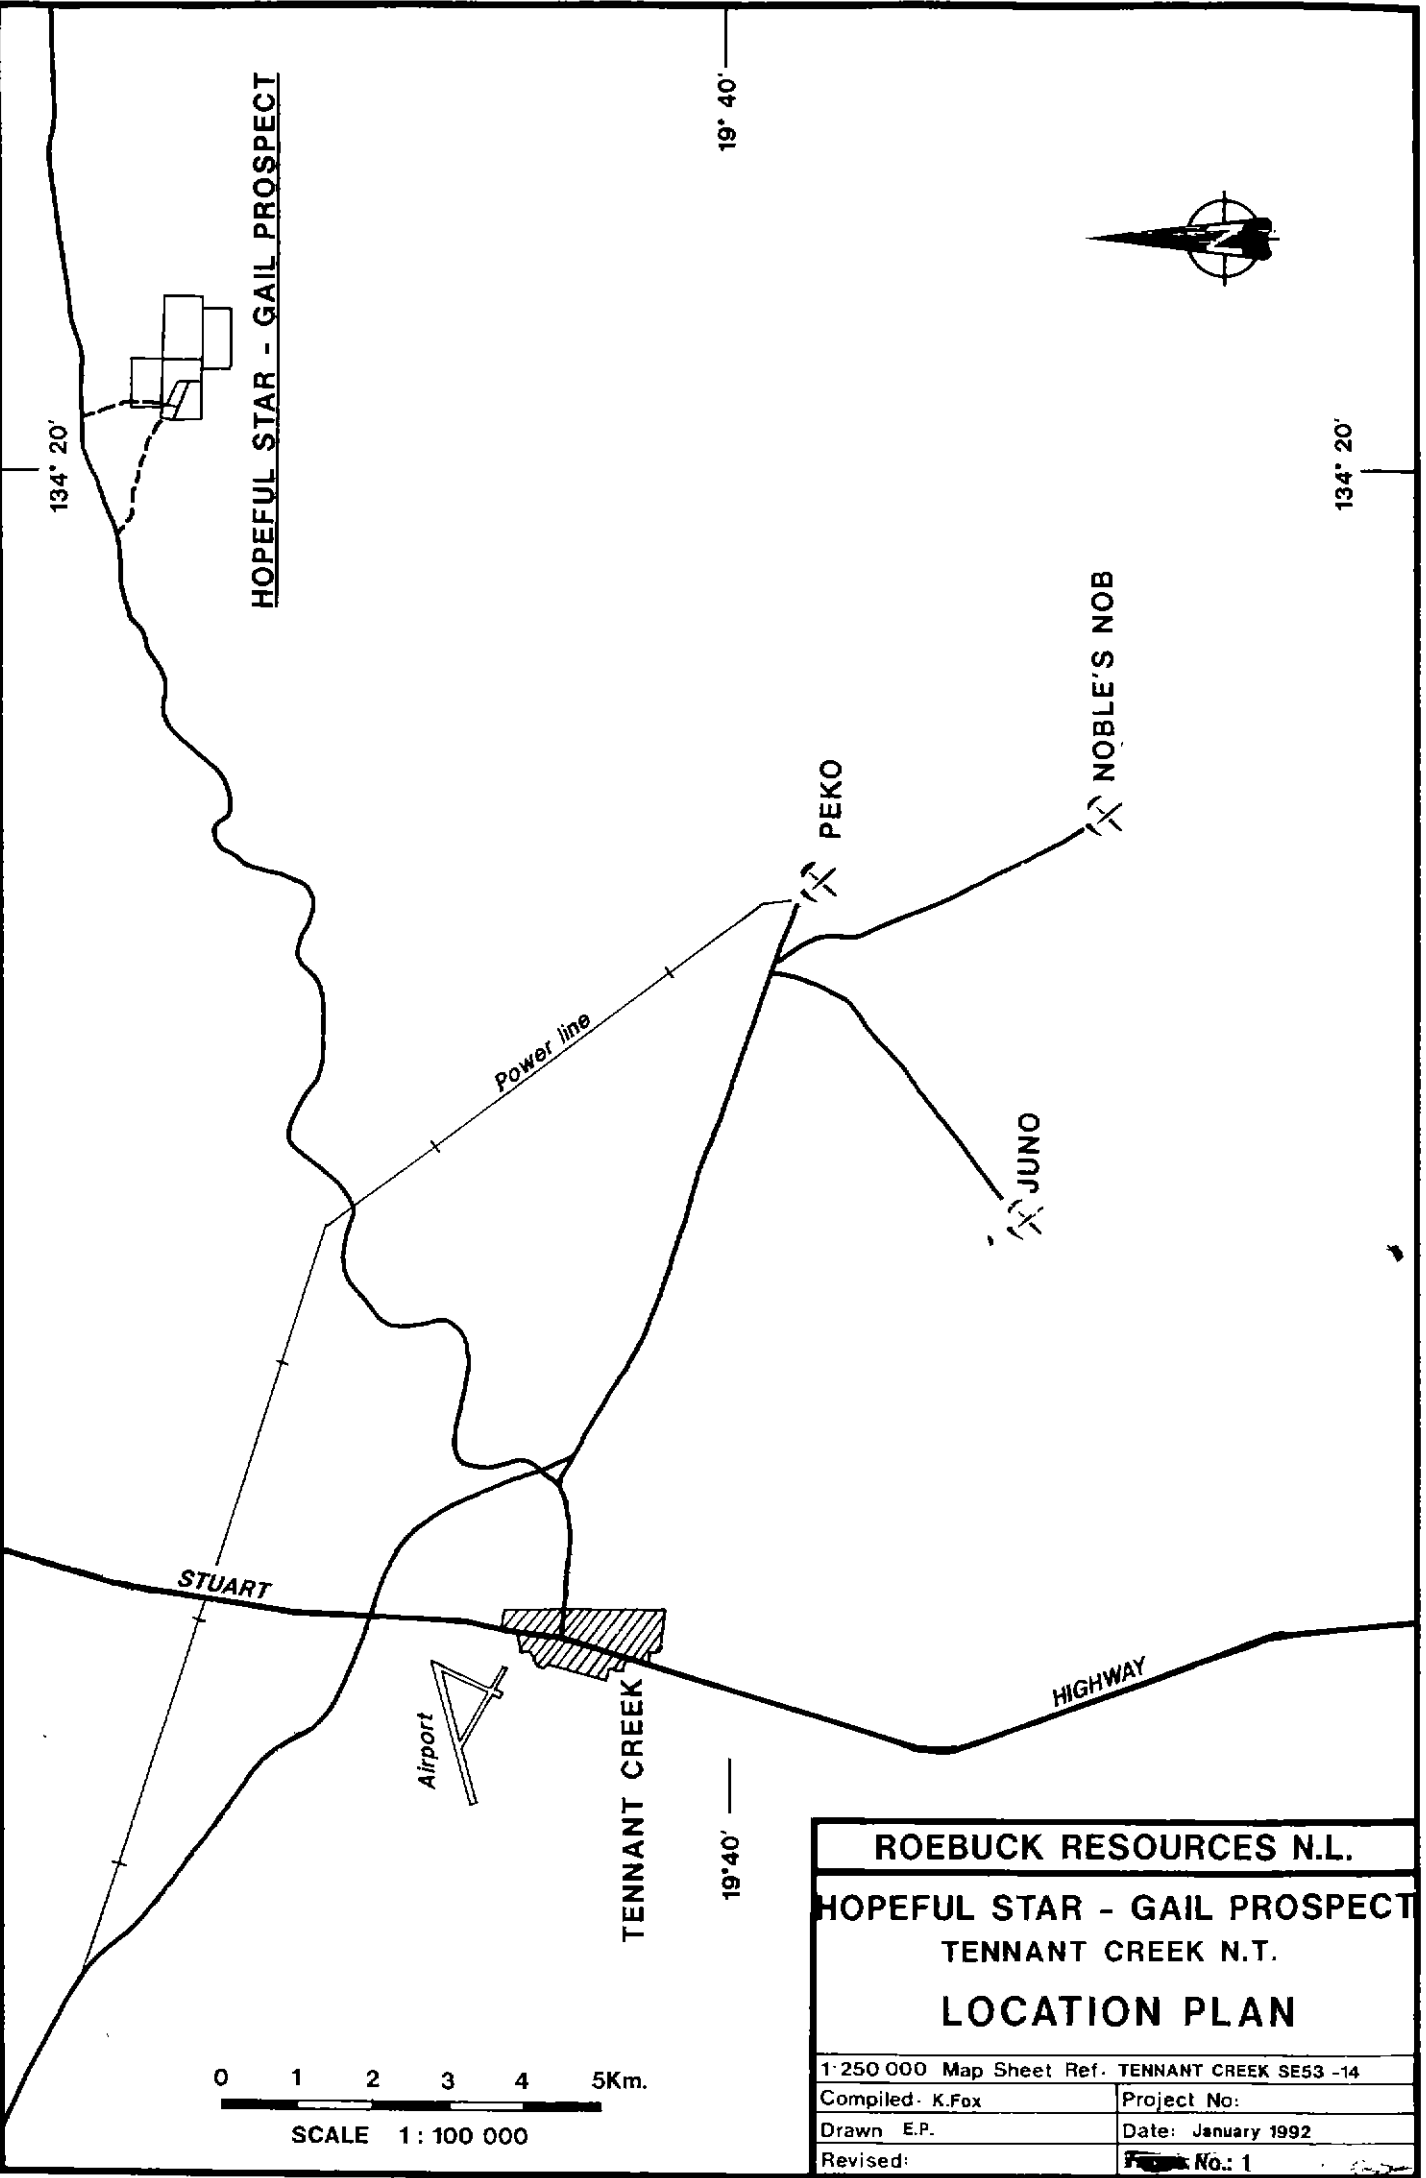 134° 20'
HOPEFUL STAR - GAIL PROSPECT
19° 40'
N
134° 20'
NOBLE'S NOB
PEKO
Power line
JUNO
STUART
HIGHWAY
Airport
TENNANT CREEK
19°40'
0 1 2 3 4 5Km.
SCALE 1 : 100 000
ROEBUCK RESOURCES N.L.
HOPEFUL STAR - GAIL PROSPECT
TENNANT CREEK N.T.
LOCATION PLAN
1:250 000 Map Sheet Ref. TENNANT CREEK SE53 -14
Compiled. K.Fox
Project No:
Drawn E.P.
Date: January 1992
Revised:
No.: 1